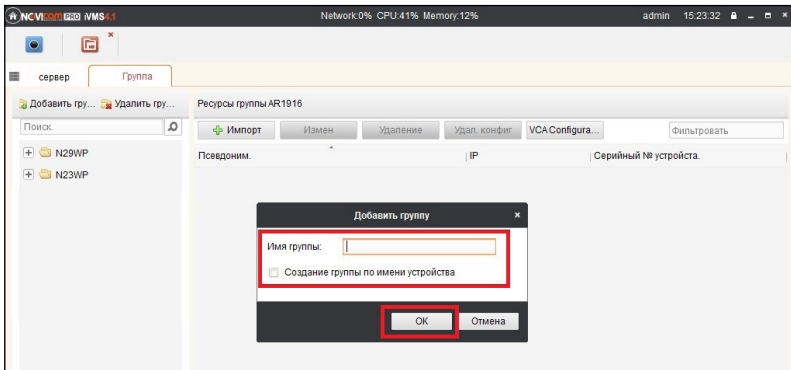 NOVIcam PRO iVMS4.1 Network:0% CPU:41% Memory:12% admin 15:23:32
сервер Группа
Добавить гру... Удалить гру... Ресурсы группы AR1916
Поиск. Импорт Измен Удаление Удал. конфиг VCA Configura... Фильтровать
N29WP Псевдоним. IP Серийный № устройста.
N23WP
Добавить группу
Имя группы:
Создание группы по имени устройства
OK Отмена